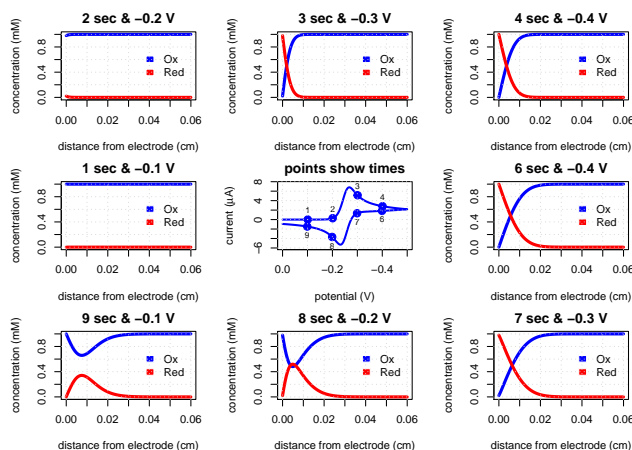 2 sec & −0.2 V
concentration (mM)
0.0 0.4 0.8
Ox
Red
0.00 0.02 0.04 0.06
distance from electrode (cm)
3 sec & −0.3 V
concentration (mM)
0.0 0.4 0.8
Ox
Red
0.00 0.02 0.04 0.06
distance from electrode (cm)
4 sec & −0.4 V
concentration (mM)
0.0 0.4 0.8
Ox
Red
0.00 0.02 0.04 0.06
distance from electrode (cm)
1 sec & −0.1 V
concentration (mM)
0.0 0.4 0.8
Ox
Red
0.00 0.02 0.04 0.06
distance from electrode (cm)
points show times
current (μA)
−6 0 4 8
1 2 3 4
9 8 7 6
0.0 −0.2 −0.4
potential (V)
6 sec & −0.4 V
concentration (mM)
0.0 0.4 0.8
Ox
Red
0.00 0.02 0.04 0.06
distance from electrode (cm)
9 sec & −0.1 V
concentration (mM)
0.0 0.4 0.8
Ox
Red
0.00 0.02 0.04 0.06
distance from electrode (cm)
8 sec & −0.2 V
concentration (mM)
0.0 0.4 0.8
Ox
Red
0.00 0.02 0.04 0.06
distance from electrode (cm)
7 sec & −0.3 V
concentration (mM)
0.0 0.4 0.8
Ox
Red
0.00 0.02 0.04 0.06
distance from electrode (cm)